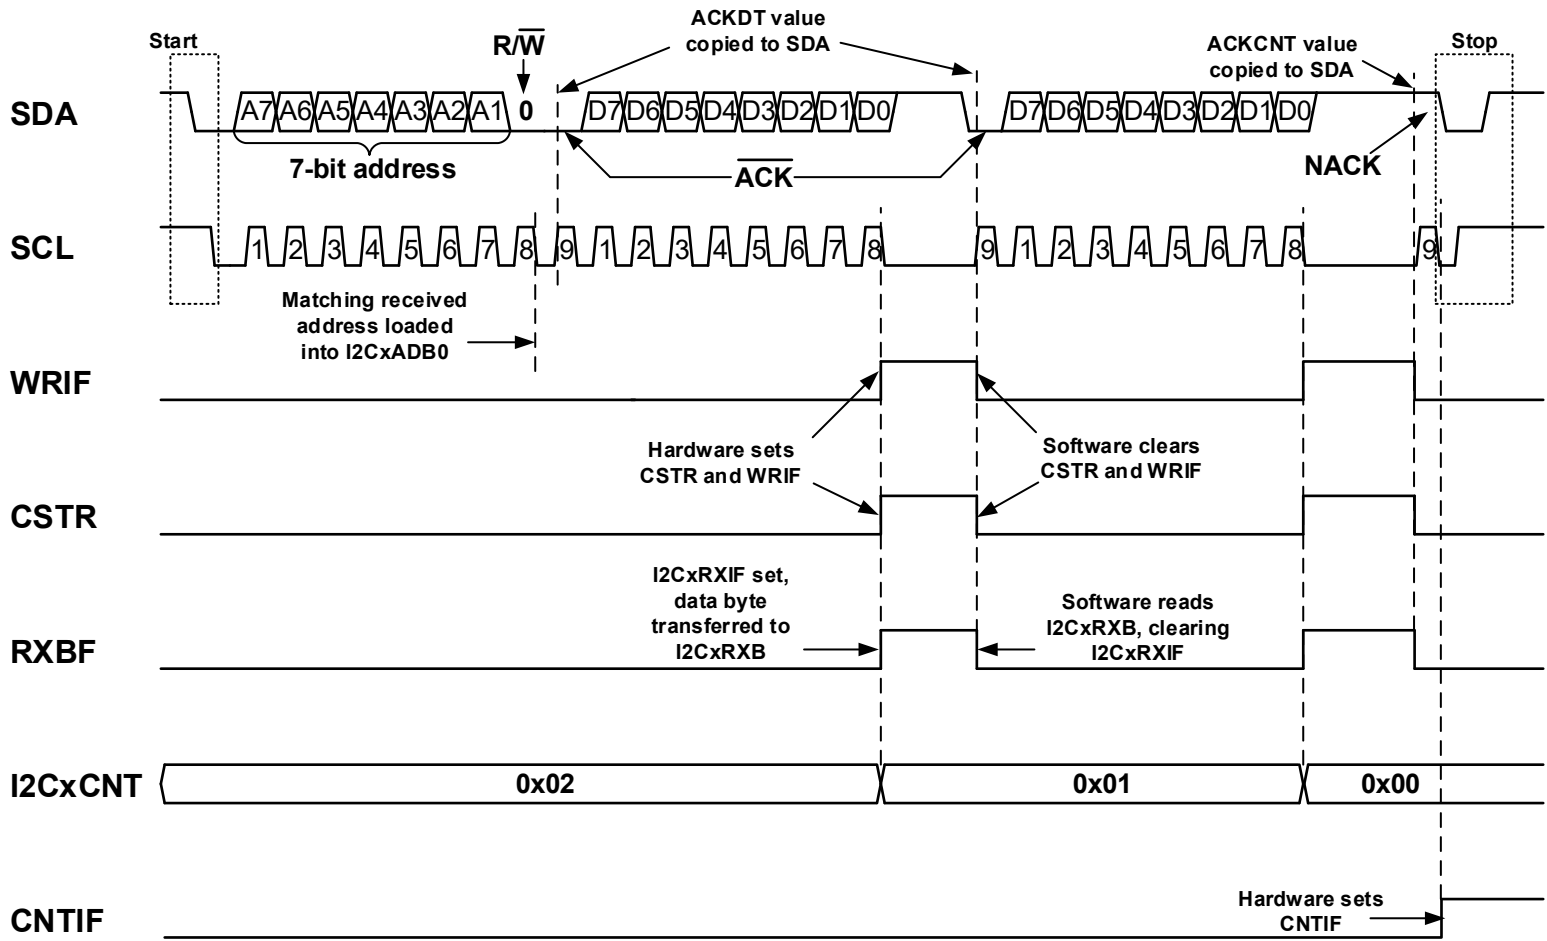 ACKDT value
copied to SDA
Start
R/W
ACKCNT value
copied to SDA
Stop
SDA
A7 A6 A5 A4 A3 A2 A1 0 D7 D6 D5 D4 D3 D2 D1 D0 D7 D6 D5 D4 D3 D2 D1 D0
7-bit address
ACK
NACK
SCL
1 2 3 4 5 6 7 8 9 1 2 3 4 5 6 7 8 9 1 2 3 4 5 6 7 8 9
Matching received
address loaded
into I2CxADB0
WRIF
Hardware sets
CSTR and WRIF
Software clears
CSTR and WRIF
CSTR
I2CxRXIF set,
data byte
transferred to
I2CxRXB
Software reads
I2CxRXB, clearing
I2CxRXIF
RXBF
I2CxCNT
0x02 0x01 0x00
Hardware sets
CNTIF
CNTIF